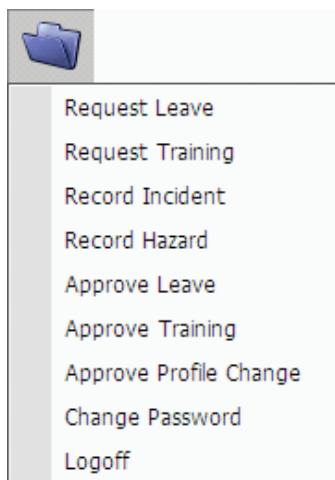 Request Leave
Request Training
Record Incident
Record Hazard
Approve Leave
Approve Training
Approve Profile Change
Change Password
Logoff